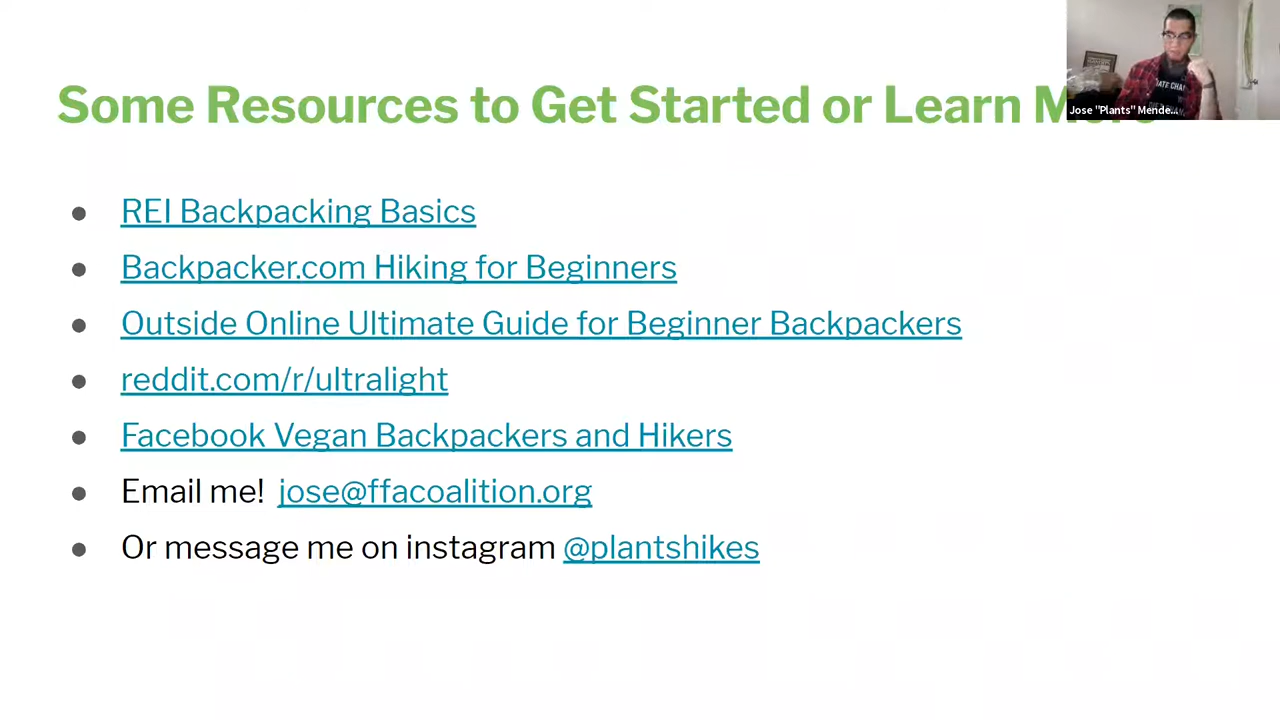 Some Resources to Get Started or Learn
Jose "Plants" Mende...
REI Backpacking Basics
Backpacker.com Hiking for Beginners
Outside Online Ultimate Guide for Beginner Backpackers
reddit.com/r/ultralight
Facebook Vegan Backpackers and Hikers
Email me! jose@ffacoalition.org
Or message me on instagram @plantshikes